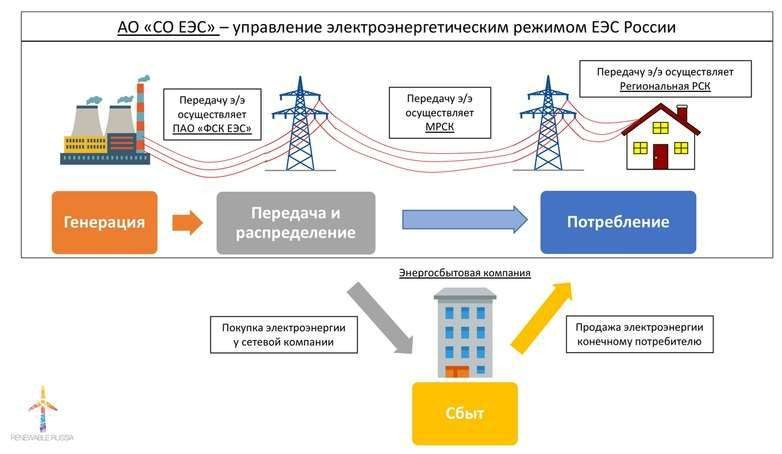 АО «СО ЕЭС» – управление электроэнергетическим режимом ЕЭС России
Передачу э/э
осуществляет
ПАО «ФСК ЕЭС»
Передачу э/э
осуществляет
МРСК
Передачу э/э осуществляет
Региональная РСК
Генерация
Передача и
распределение
Потребление
Энергосбытовая компания
Покупка электроэнергии
у сетевой компании
Продажа электроэнергии
конечному потребителю
Сбыт
RENEWABLE RUSSIA